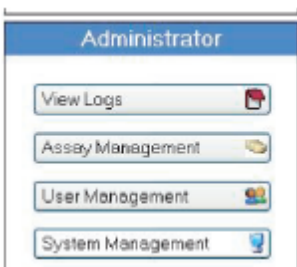 Administrator
View Logs
Assay Management
User Management
System Management